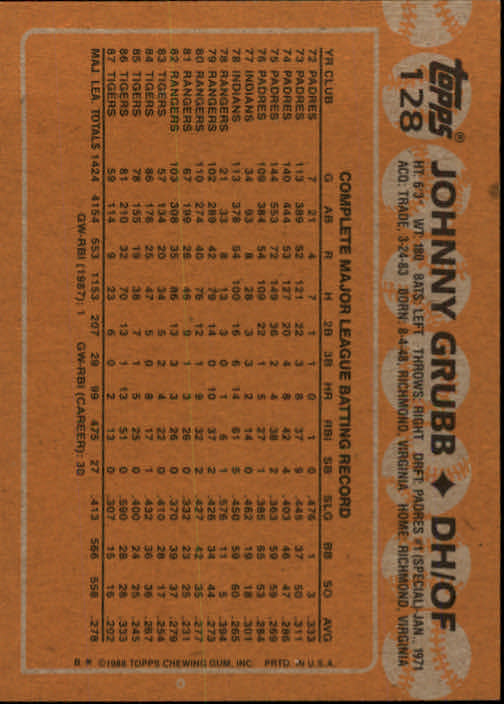 Topps® JOHNNY GRUBB ♦ DH/OF
128 HT: 6'3" WT: 180 BATS: LEFT THROWS: RIGHT DRFT: PADRES #1 (SPECIAL)-JAN., 1971
ACQ: TRADE, 3-24-83 BORN: 8-4-48, RICHMOND, VIRGINIA HOME: RICHMOND, VIRGINIA
COMPLETE MAJOR LEAGUE BATTING RECORD
YR CLUB G AB R H 2B 3B HR RBI SB SLG BB SO AVG
72 PADRES 7 21 4 7 1 1 0 1 0 .476 1 3 .333
73 PADRES 113 389 52 121 22 3 8 37 9 .445 37 50 .311
74 PADRES 140 444 53 127 20 4 8 42 4 .403 46 47 .286
75 PADRES 144 553 72 149 36 2 4 38 2 .363 59 59 .269
76 PADRES 109 384 54 109 22 1 5 27 1 .385 65 53 .284
77 INDIANS 34 93 8 28 3 3 2 14 0 .462 19 18 .301
78 INDIANS 113 378 54 100 16 6 14 61 5 .450 59 60 .265
78 RANGERS 21 33 8 13 3 0 1 6 1 .576 11 5 .394
79 RANGERS 102 289 42 79 14 0 10 37 2 .426 34 44 .273
80 RANGERS 110 274 40 76 12 1 9 32 2 .427 42 35 .277
81 RANGERS 67 199 26 46 9 1 3 26 0 .332 23 25 .231
82 RANGERS 103 308 35 86 13 3 3 26 0 .370 39 37 .279
83 TIGERS 57 134 20 34 5 2 4 22 0 .410 28 17 .254
84 TIGERS 86 176 25 47 5 0 8 17 1 .432 36 36 .267
85 TIGERS 78 155 19 38 7 1 5 25 0 .400 24 25 .245
86 TIGERS 81 210 32 70 13 1 13 51 0 .590 28 28 .333
87 TIGERS 59 114 9 23 6 0 2 13 0 .307 15 16 .202
MAJ. LEA. TOTALS 1424 4154 553 1153 207 29 99 475 27 .413 566 558 .278
GW-RBI (1987): 1 GW-RBI (CAREER): 30
B* ©1988 TOPPS CHEWING GUM, INC. PRTD. IN U.S.A.